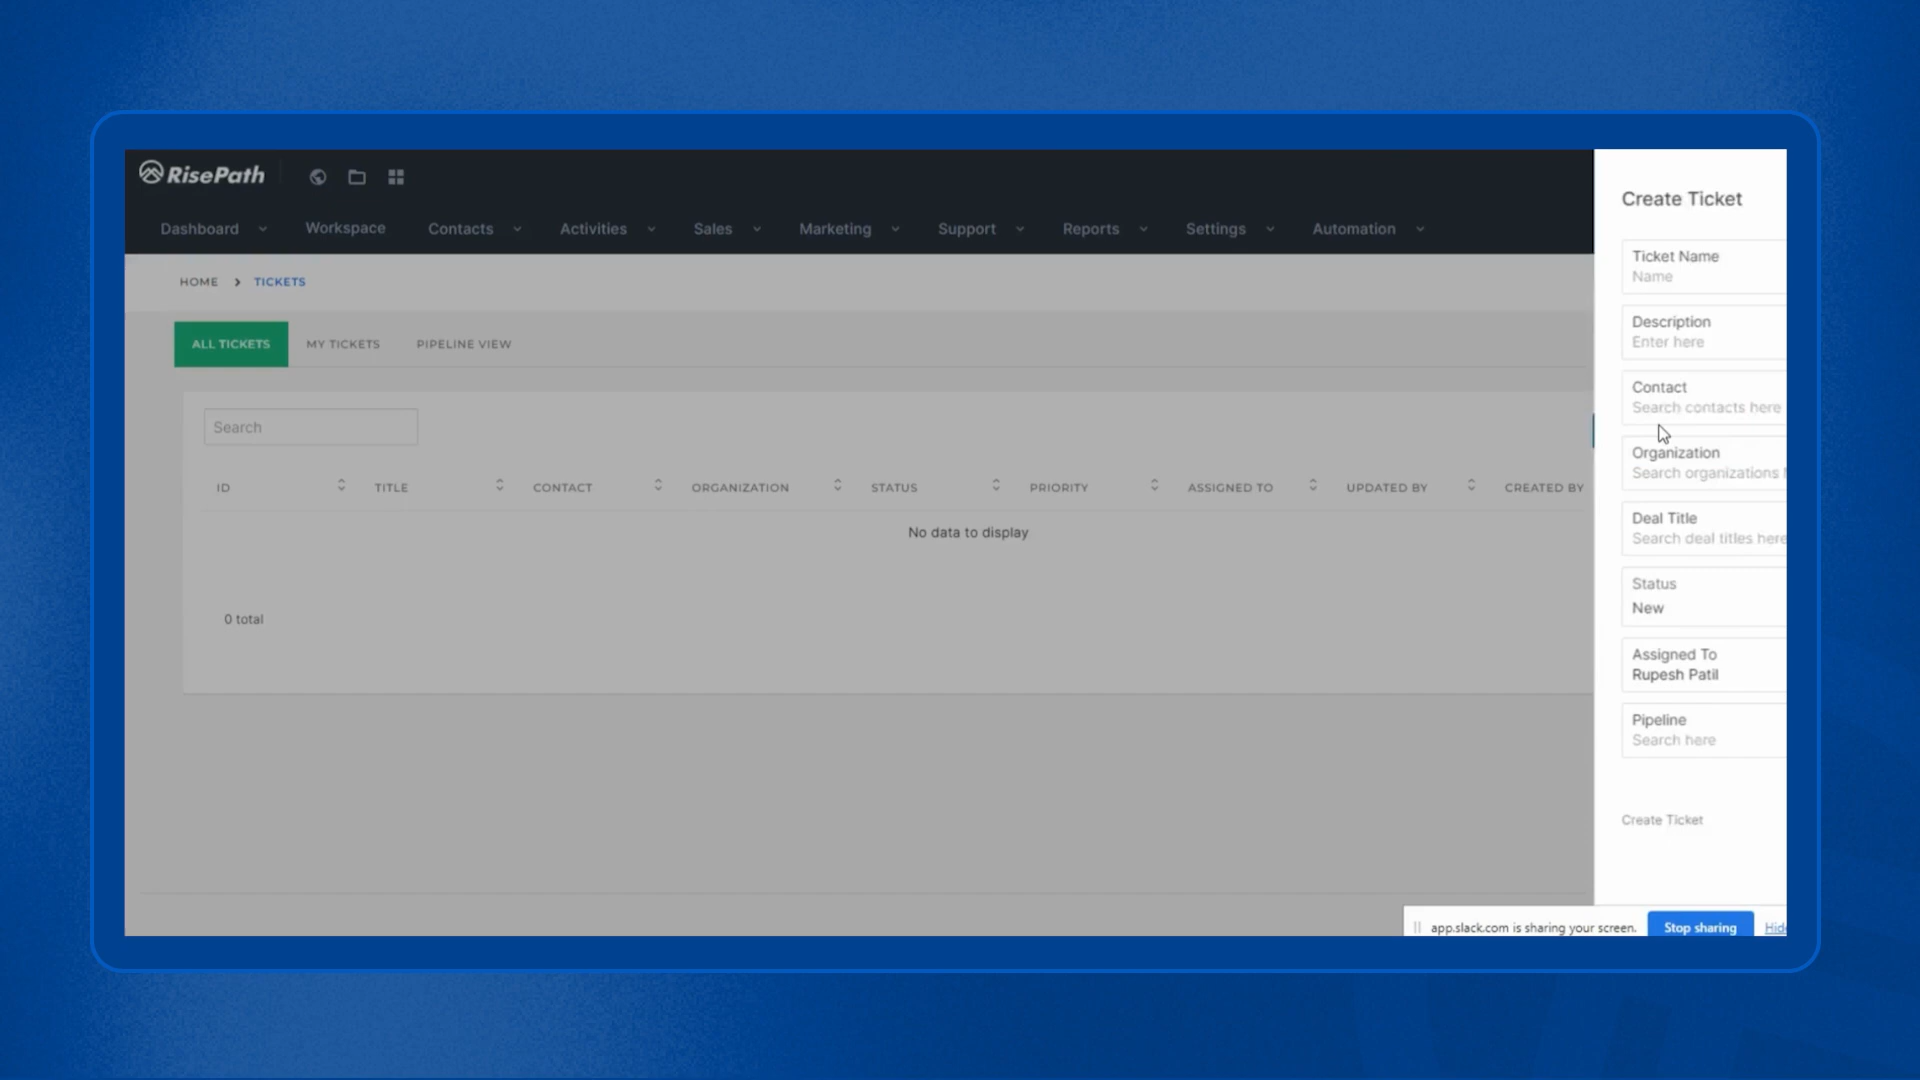 RisePath
Dashboard Workspace Contacts Activities Sales Marketing Support Reports Settings Automation
HOME > TICKETS
ALL TICKETS MY TICKETS PIPELINE VIEW
Search
ID TITLE CONTACT ORGANIZATION STATUS PRIORITY ASSIGNED TO UPDATED BY CREATED BY
No data to display
0 total
Create Ticket
Ticket Name
Name
Description
Enter here
Contact
Search contacts here
Organization
Search organizations
Deal Title
Search deal titles here
Status
New
Assigned To
Rupesh Patil
Pipeline
Search here
Create Ticket
app.slack.com is sharing your screen. Stop sharing